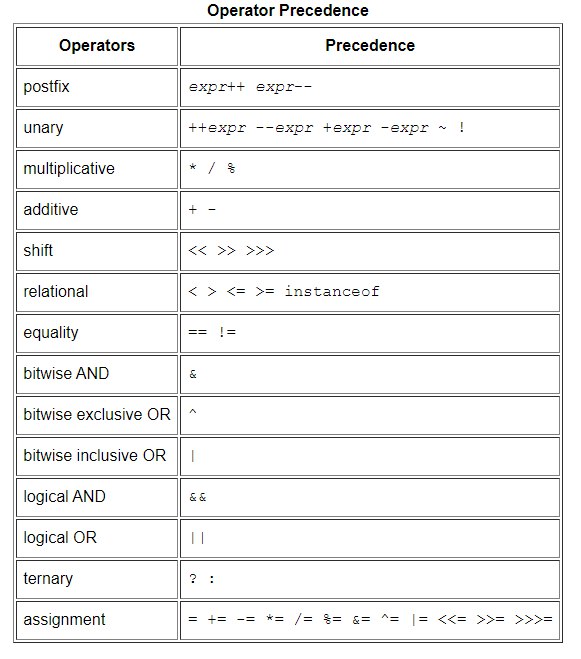 Operator Precedence
Operators Precedence
postfix expr++ expr--
unary ++expr --expr +expr -expr ~ !
multiplicative * / %
additive + -
shift << >> >>>
relational < > <= >= instanceof
equality == !=
bitwise AND &
bitwise exclusive OR ^
bitwise inclusive OR |
logical AND &&
logical OR ||
ternary ? :
assignment = += -= *= /= %= &= ^= |= <<= >>= >>>=